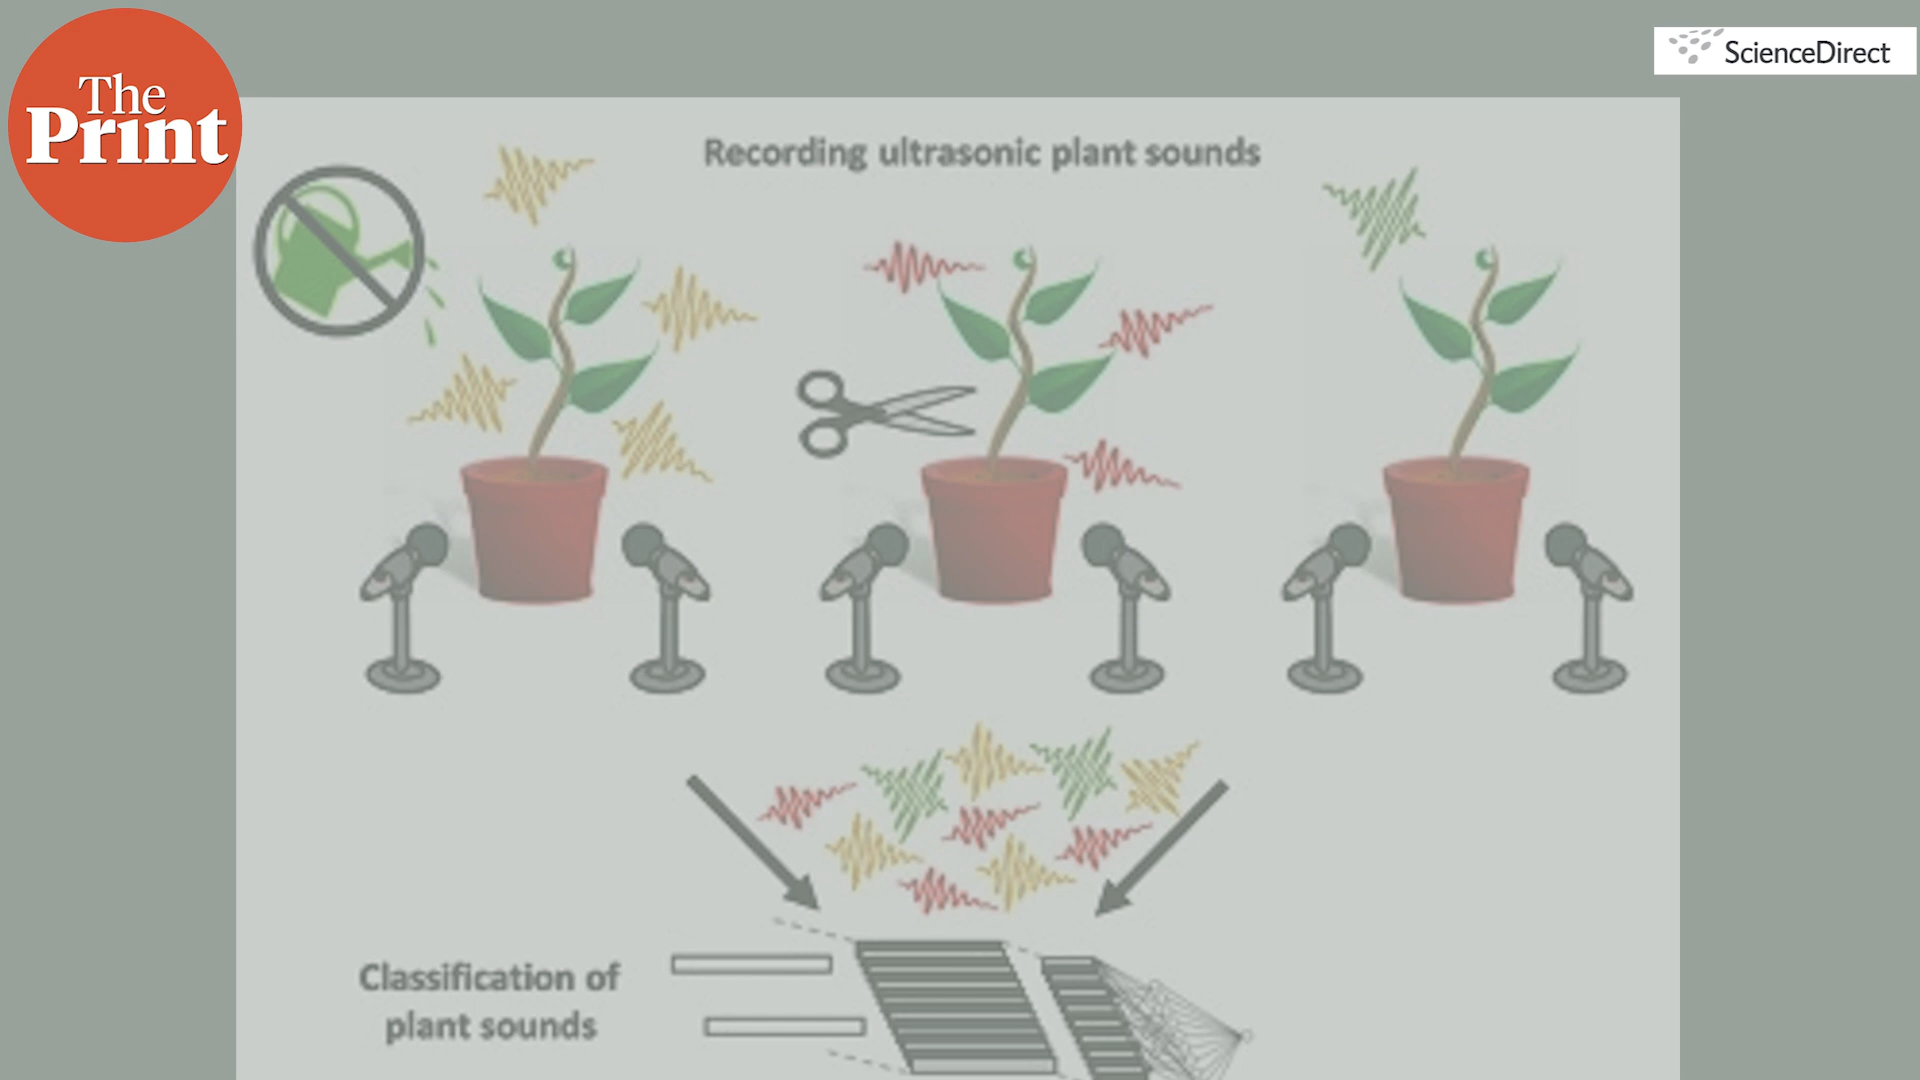 The
Print
ScienceDirect
Recording ultrasonic plant sounds
Classification of
plant sounds